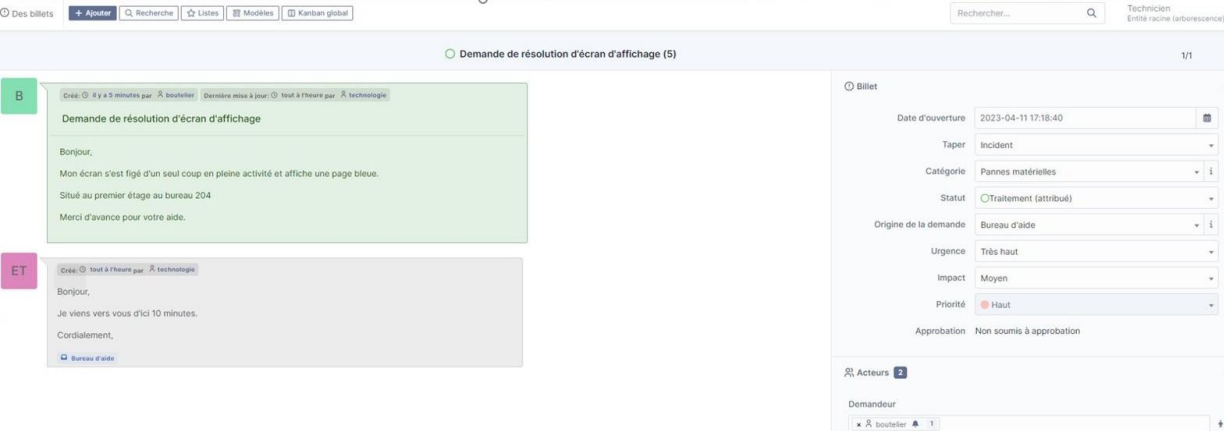 Des billets + Ajouter Recherche Listes Modèles Kanban global Rechercher... Technicien
Entité racine (arborescence)
Demande de résolution d'écran d'affichage (5) 1/1
B
Créé: il y a 5 minutes par boutelier Dernière mise à jour: tout à l'heure par technologie
Demande de résolution d'écran d'affichage
Bonjour,
Mon écran s'est figé d'un seul coup en pleine activité et affiche une page bleue.
Situé au premier étage au bureau 204
Merci d'avance pour votre aide.
ET
Créé: tout à l'heure par technologie
Bonjour,
Je viens vers vous d'ici 10 minutes.
Cordialement,
Bureau d'aide
Billet
Date d'ouverture 2023-04-11 17:18:40
Taper Incident
Catégorie Pannes matérielles i
Statut Traitement (attribué)
Origine de la demande Bureau d'aide i
Urgence Très haut
Impact Moyen
Priorité Haut
Approbation Non soumis à approbation
Acteurs 2
Demandeur
× boutelier 1